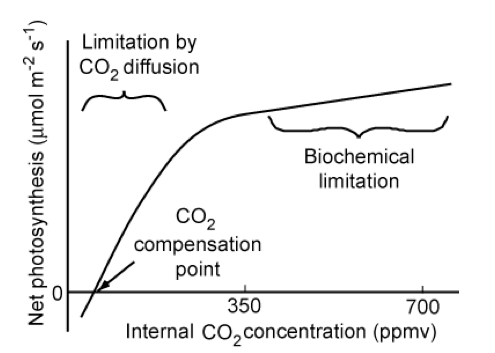 Limitation by
CO₂ diffusion
Net photosynthesis (μmol m⁻² s⁻¹)
Biochemical
limitation
CO₂
compensation
point
0
350
700
Internal CO₂ concentration (ppmv)